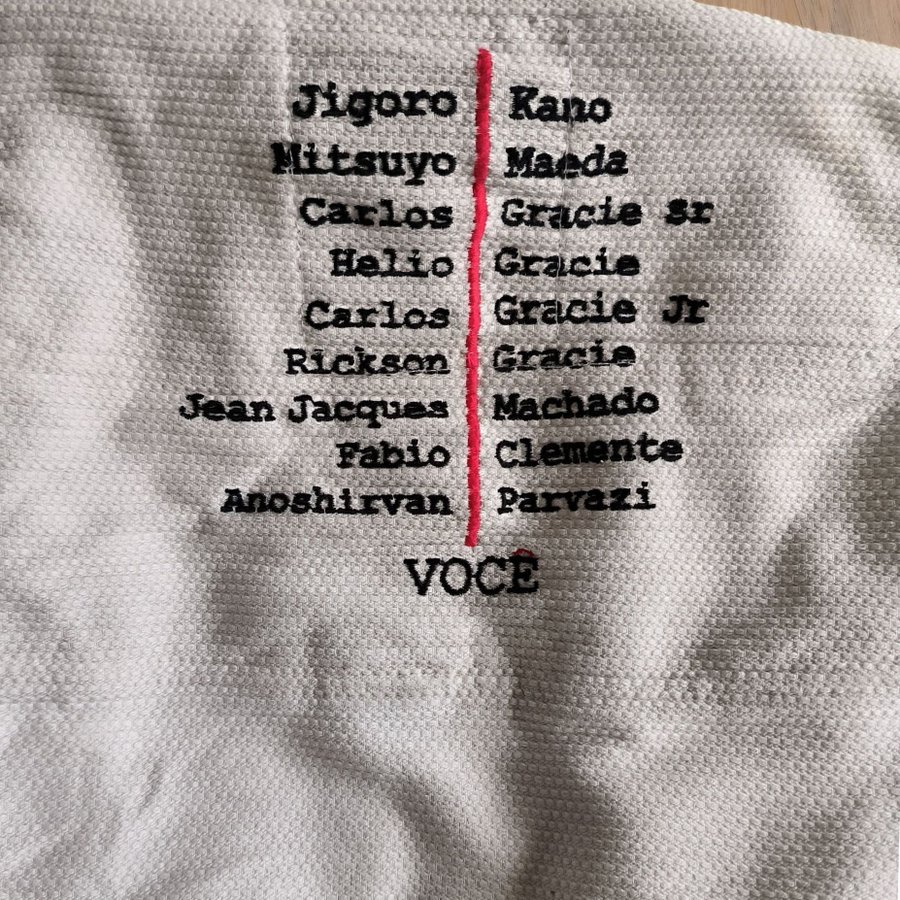 Jigoro Kano
Mitsuyo Maeda
Carlos Gracie sr
Helio Gracie
Carlos Gracie Jr
Rickson Gracie
Jean Jacques Machado
Fabio Clemente
Anoshirvan Parvazi
VOCÊ